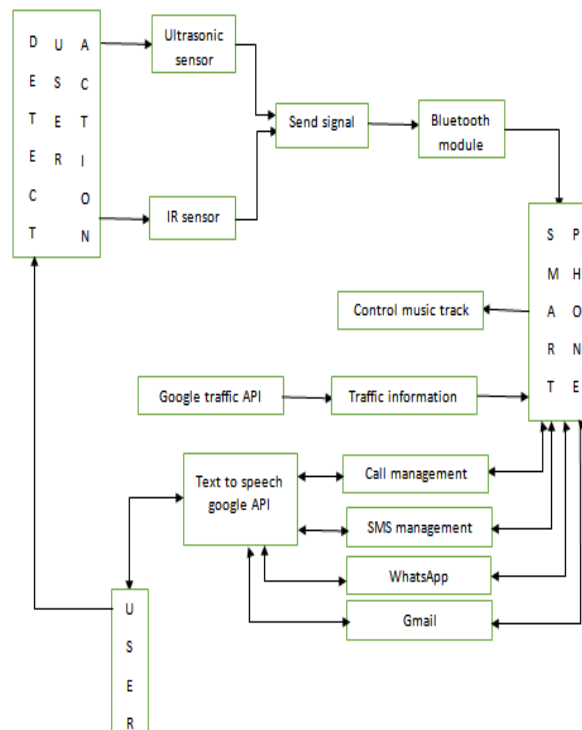 DETECT
USER
ACTION
Ultrasonic
sensor
IR sensor
Send signal
Bluetooth
module
SMART
PHONE
Control music track
Google traffic API
Traffic information
Text to speech
google API
Call management
SMS management
WhatsApp
Gmail
USER